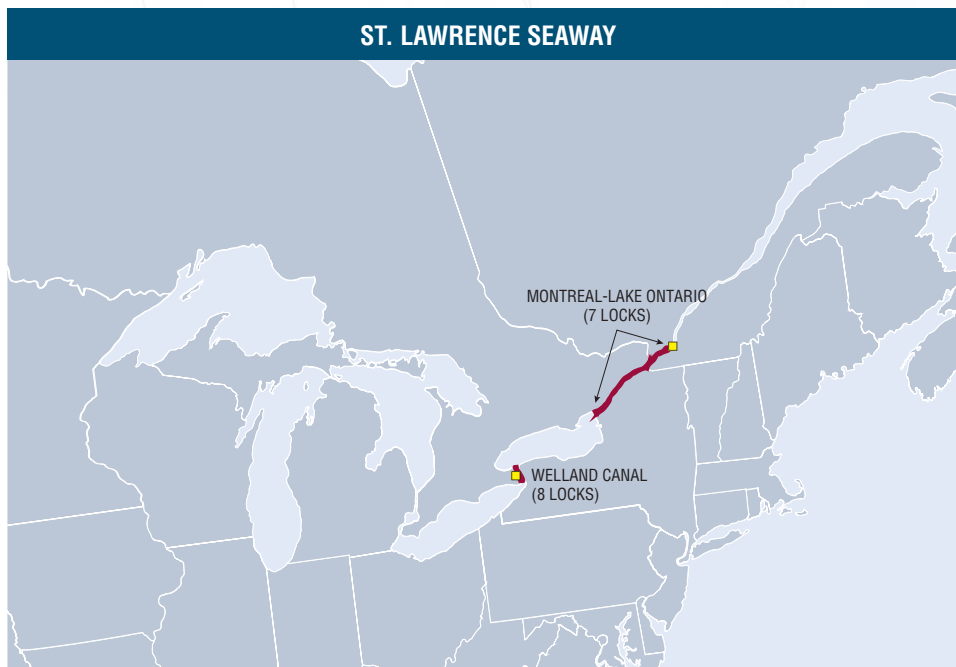 ST. LAWRENCE SEAWAY
MONTREAL-LAKE ONTARIO
(7 LOCKS)
WELLAND CANAL
(8 LOCKS)